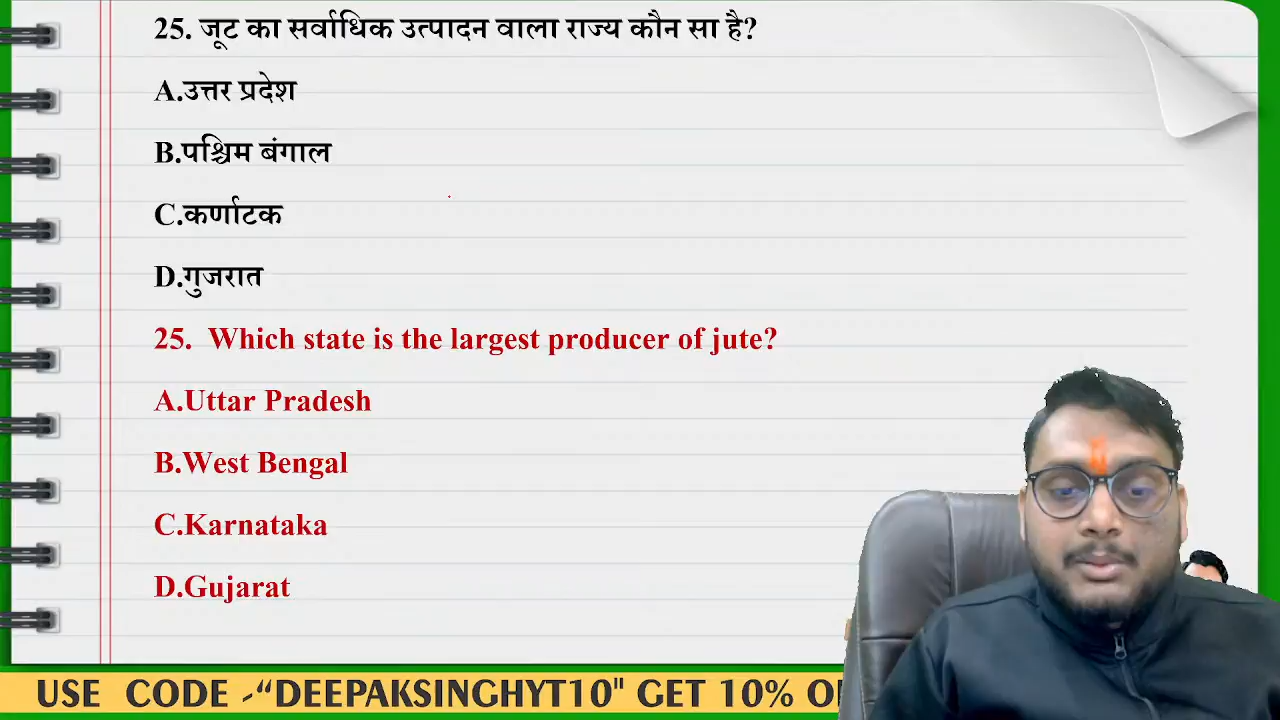 25. जूट का सर्वाधिक उत्पादन वाला राज्य कौन सा है?
A.उत्तर प्रदेश
B.पश्चिम बंगाल
C.कर्णाटक
D.गुजरात
25. Which state is the largest producer of jute?
A.Uttar Pradesh
B.West Bengal
C.Karnataka
D.Gujarat
USE CODE -“DEEPAKSINGHYT10" GET 10%